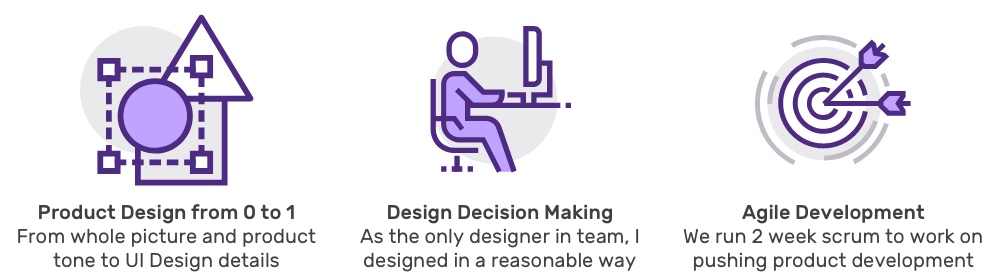 Product Design from 0 to 1
From whole picture and product
tone to UI Design details
Design Decision Making
As the only designer in team, I
designed in a reasonable way
Agile Development
We run 2 week scrum to work on
pushing product development